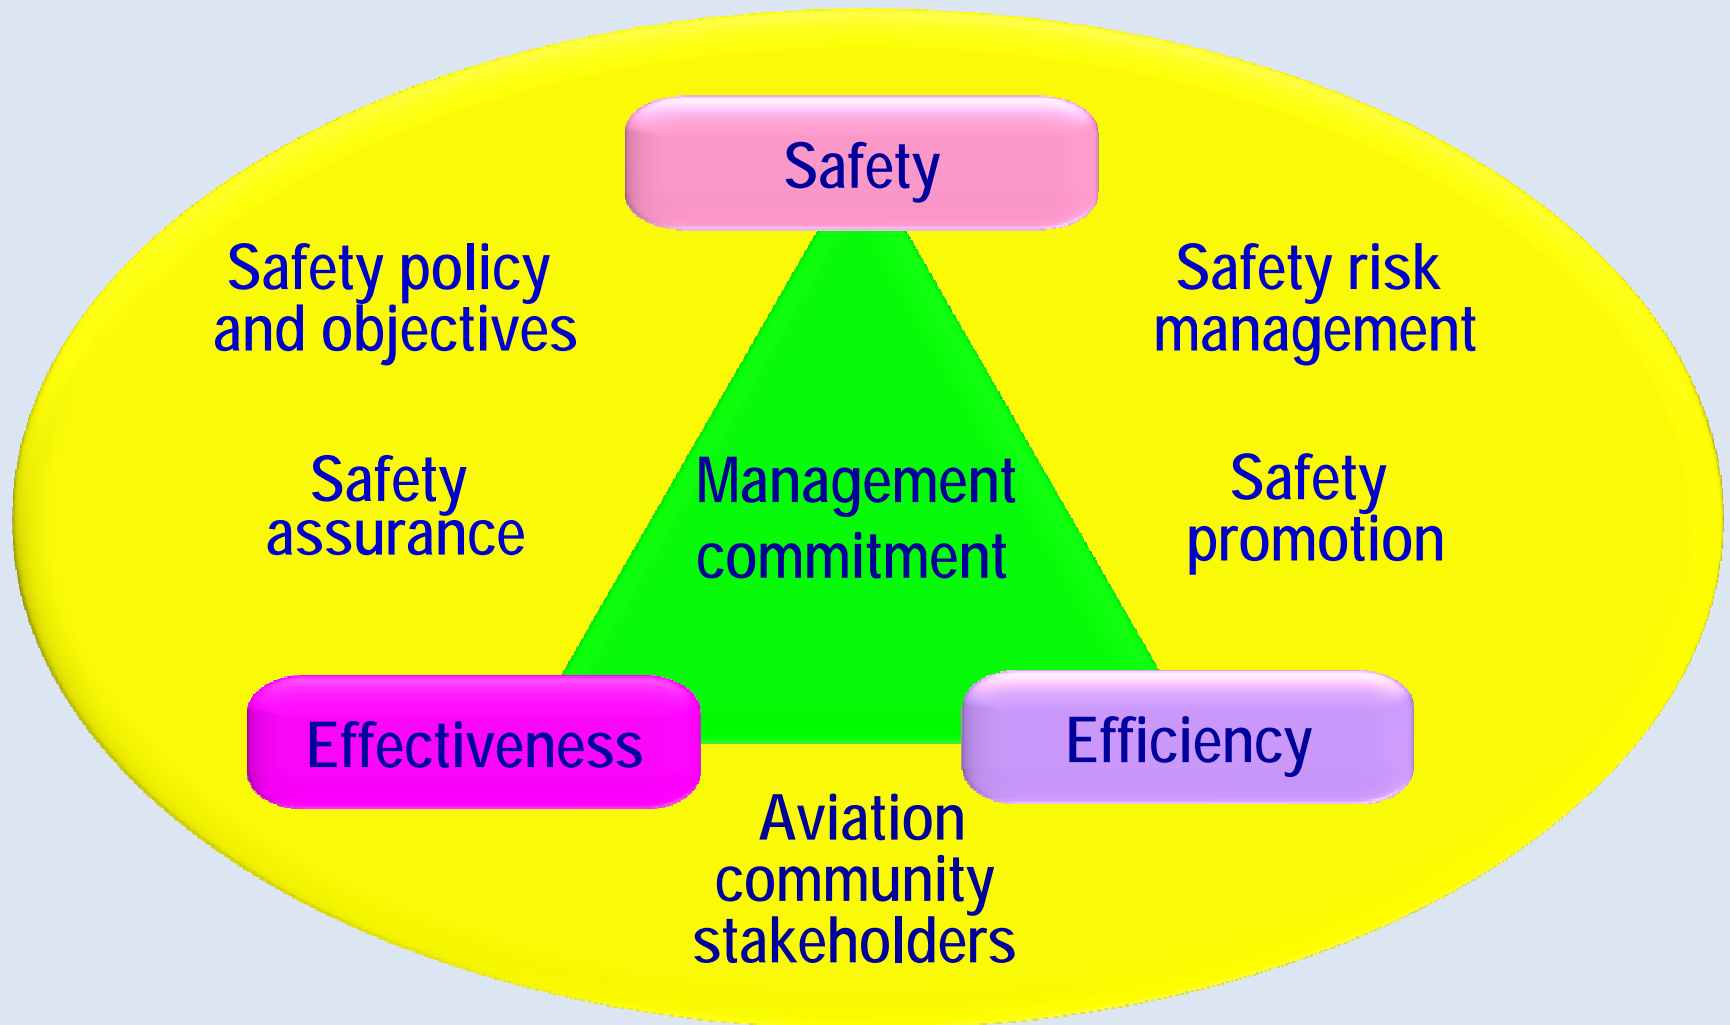 Safety
Safety policy
and objectives
Safety risk
management
Safety
assurance
Management
commitment
Safety
promotion
Effectiveness
Efficiency
Aviation
community
stakeholders